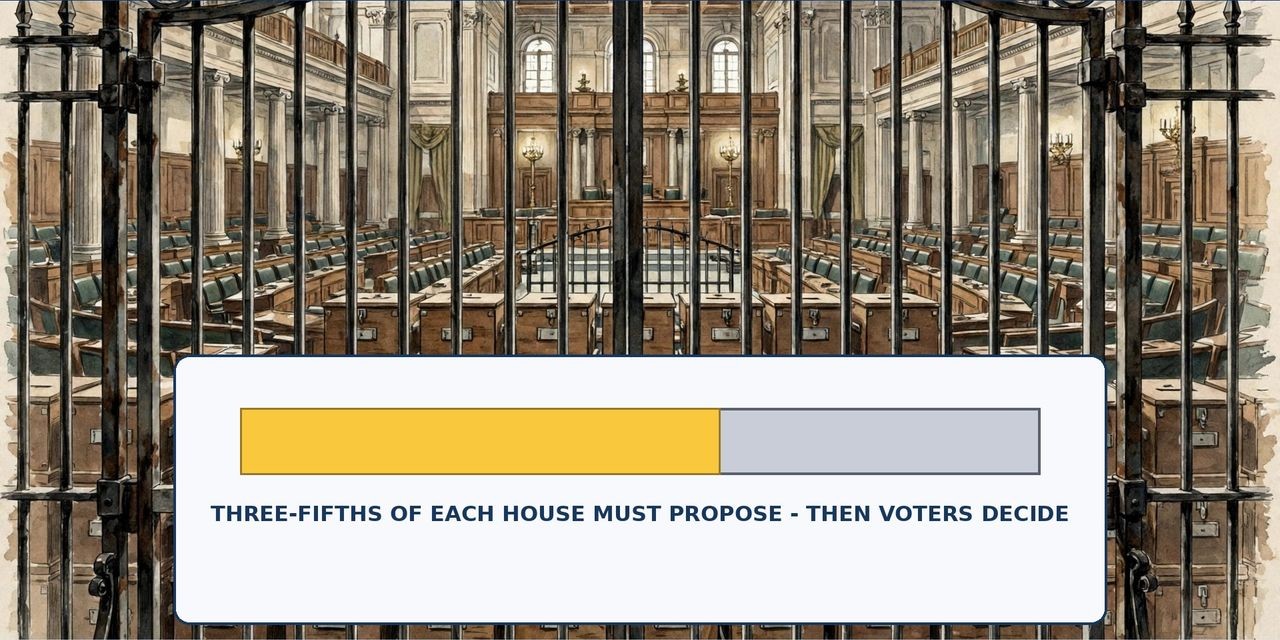 THREE-FIFTHS OF EACH HOUSE MUST PROPOSE - THEN VOTERS DECIDE